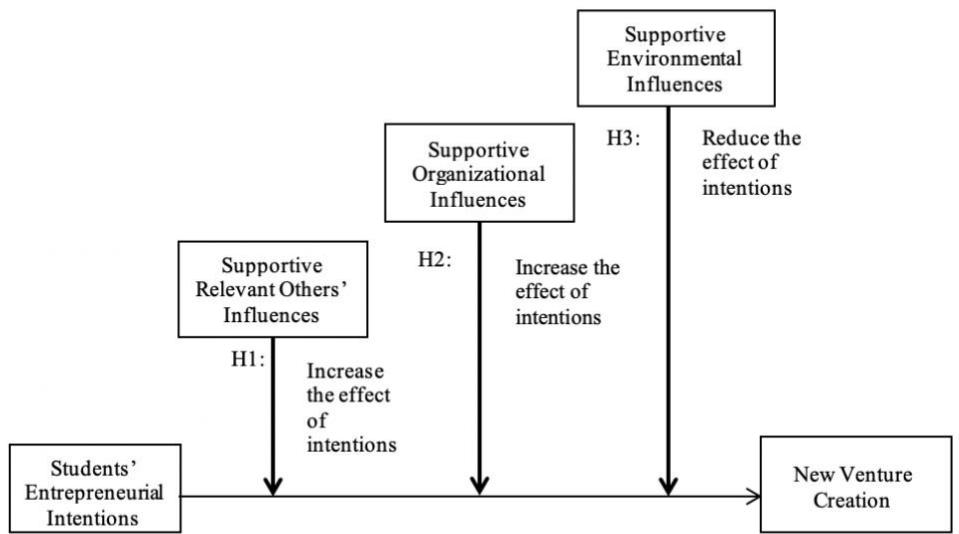 Supportive
Environmental
Influences
H3:
Reduce the
effect of
intentions
Supportive
Organizational
Influences
H2:
Increase the
effect of
intentions
Supportive
Relevant Others’
Influences
H1:
Increase
the effect
of
intentions
Students’
Entrepreneurial
Intentions
New Venture
Creation